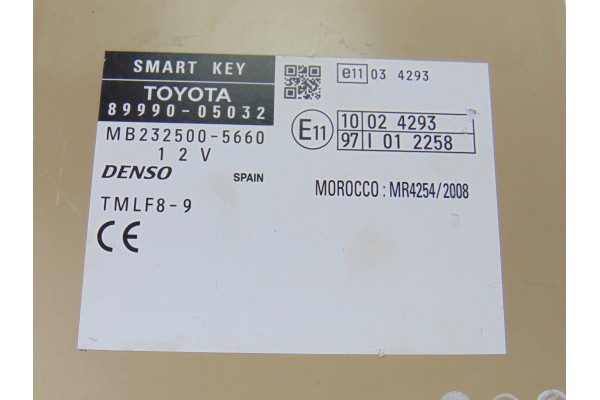 SMART KEY
TOYOTA
89990-05032
MB232500-5660
12V
DENSO SPAIN
TMLF8-9
CE
e11 03 4293
E11
10 02 4293
97 I 01 2258
MOROCCO : MR4254/2008